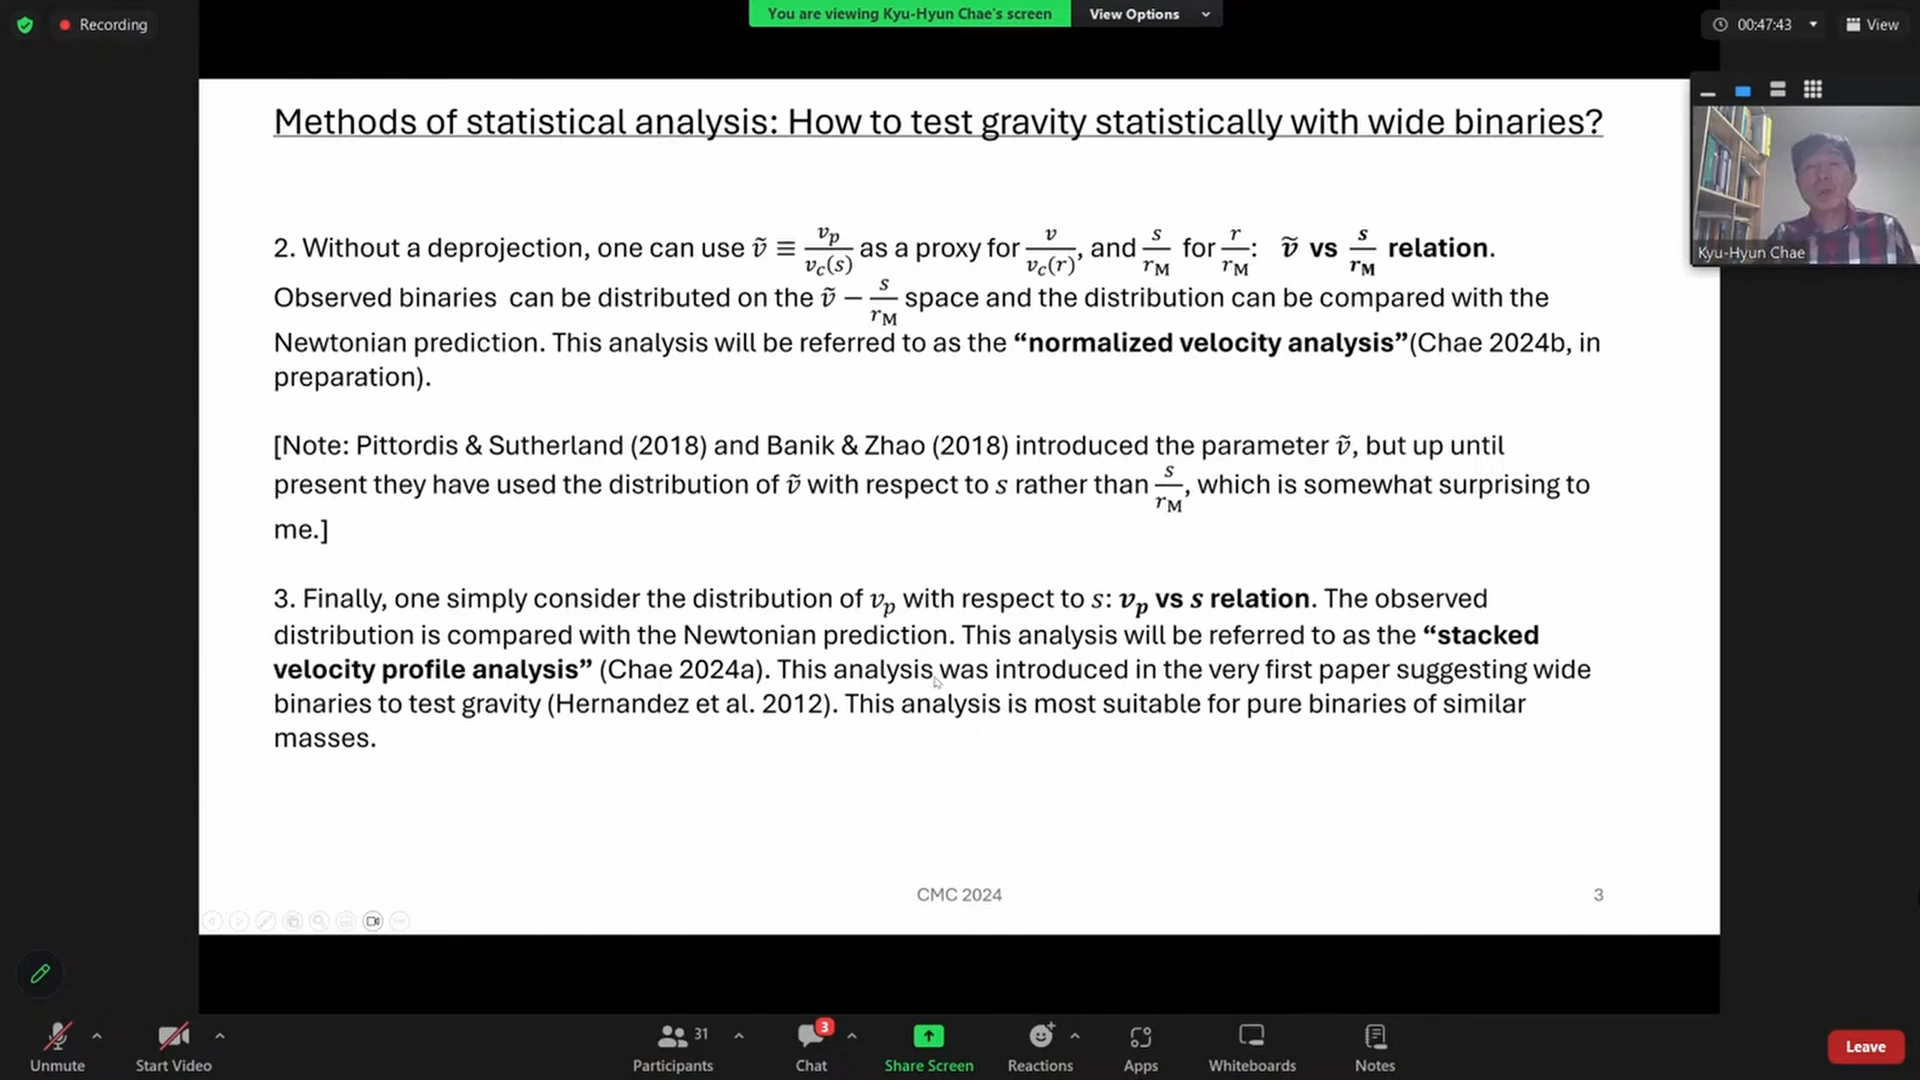 You are viewing Kyu-Hyun Chae's screen View Options
Recording
00:47:43 View
Methods of statistical analysis: How to test gravity statistically with wide binaries?
Kyu-Hyun Chae
2. Without a deprojection, one can use ṽ ≡ v_p/v_c(s) as a proxy for v/v_c(r), and s/r_M for r/r_M: ṽ vs s/r_M relation.
Observed binaries can be distributed on the ṽ − s/r_M space and the distribution can be compared with the
Newtonian prediction. This analysis will be referred to as the “normalized velocity analysis”(Chae 2024b, in
preparation).
[Note: Pittordis & Sutherland (2018) and Banik & Zhao (2018) introduced the parameter ṽ, but up until
present they have used the distribution of ṽ with respect to s rather than s/r_M, which is somewhat surprising to
me.]
3. Finally, one simply consider the distribution of v_p with respect to s: v_p vs s relation. The observed
distribution is compared with the Newtonian prediction. This analysis will be referred to as the “stacked
velocity profile analysis” (Chae 2024a). This analysis was introduced in the very first paper suggesting wide
binaries to test gravity (Hernandez et al. 2012). This analysis is most suitable for pure binaries of similar
masses.
CMC 2024
3
31
3
Unmute Start Video Participants Chat Share Screen Reactions Apps Whiteboards Notes Leave